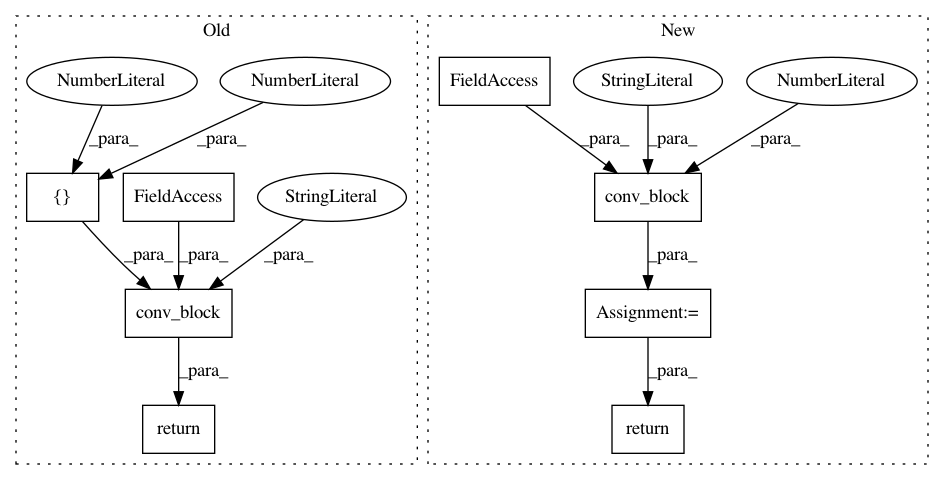 Old
New
NumberLiteral
NumberLiteral
FieldAccess
StringLiteral
NumberLiteral
_para_
_para_
_para_
_para_
_para_
{}
FieldAccess
StringLiteral
conv_block
_para_
_para_
_para_
_para_
conv_block
Assignment:=
_para_
_para_
return
return